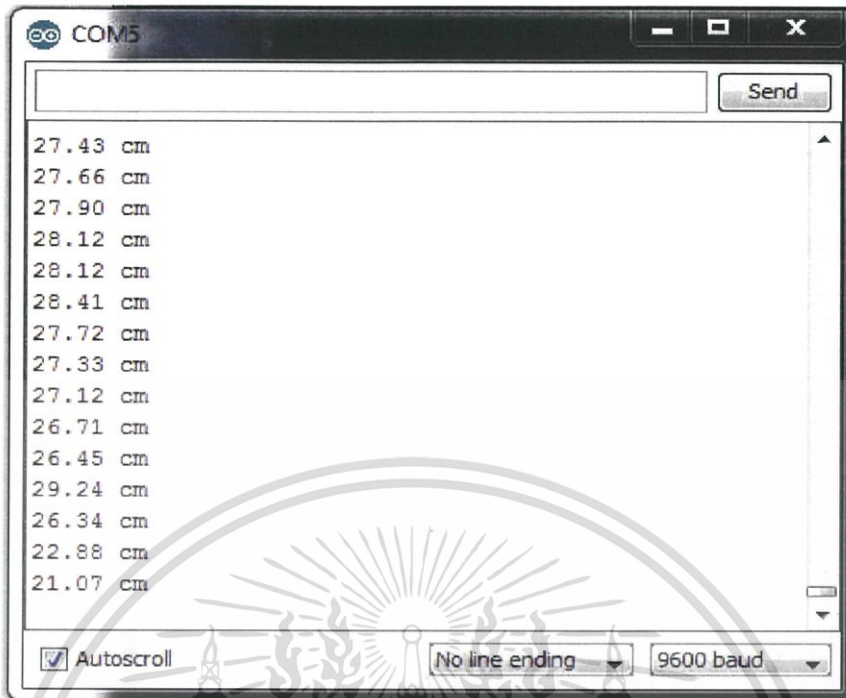 COM5
Send
27.43 cm
27.66 cm
27.90 cm
28.12 cm
28.12 cm
28.41 cm
27.72 cm
27.33 cm
27.12 cm
26.71 cm
26.45 cm
29.24 cm
26.34 cm
22.88 cm
21.07 cm
Autoscroll No line ending 9600 baud